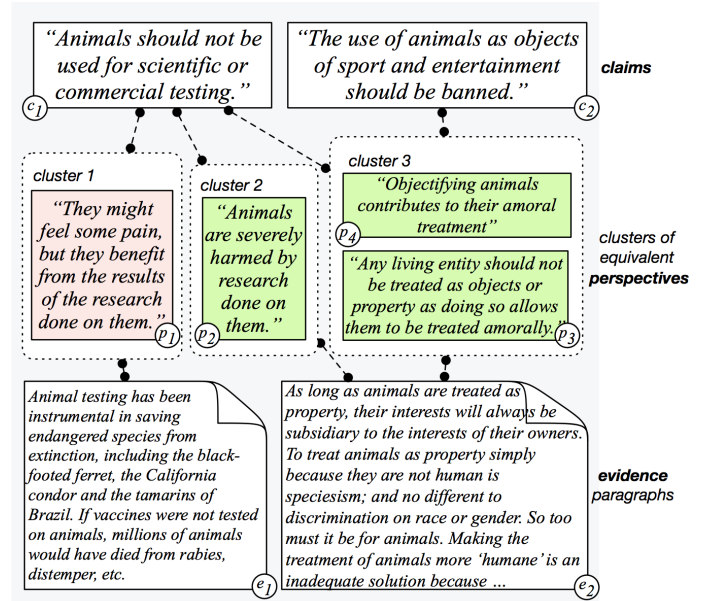 “Animals should not be
used for scientific or
commercial testing.”
c1
“The use of animals as objects
of sport and entertainment
should be banned.”
c2
claims
cluster 1
“They might
feel some pain,
but they benefit
from the results
of the research
done on them.”
p1
cluster 2
“Animals
are severely
harmed by
research
done on
them.”
p2
cluster 3
“Objectifying animals
contributes to their amoral
treatment”
p4
“Any living entity should not
be treated as objects or
property as doing so allows
them to be treated amorally.”
p3
clusters of
equivalent
perspectives
Animal testing has been
instrumental in saving
endangered species from
extinction, including the black-
footed ferret, the California
condor and the tamarins of
Brazil. If vaccines were not tested
on animals, millions of animals
would have died from rabies,
distemper, etc.
e1
As long as animals are treated as
property, their interests will always be
subsidiary to the interests of their owners.
To treat animals as property simply
because they are not human is
speciesism; and no different to
discrimination on race or gender. So too
must it be for animals. Making the
treatment of animals more ‘humane’ is an
inadequate solution because ...
e2
evidence
paragraphs